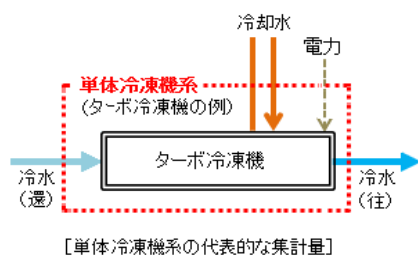 冷却水
電力
単体冷凍機系
(ターボ冷凍機の例)
ターボ冷凍機
冷水
(還)
冷水
(往)
[単体冷凍機系の代表的な集計量]